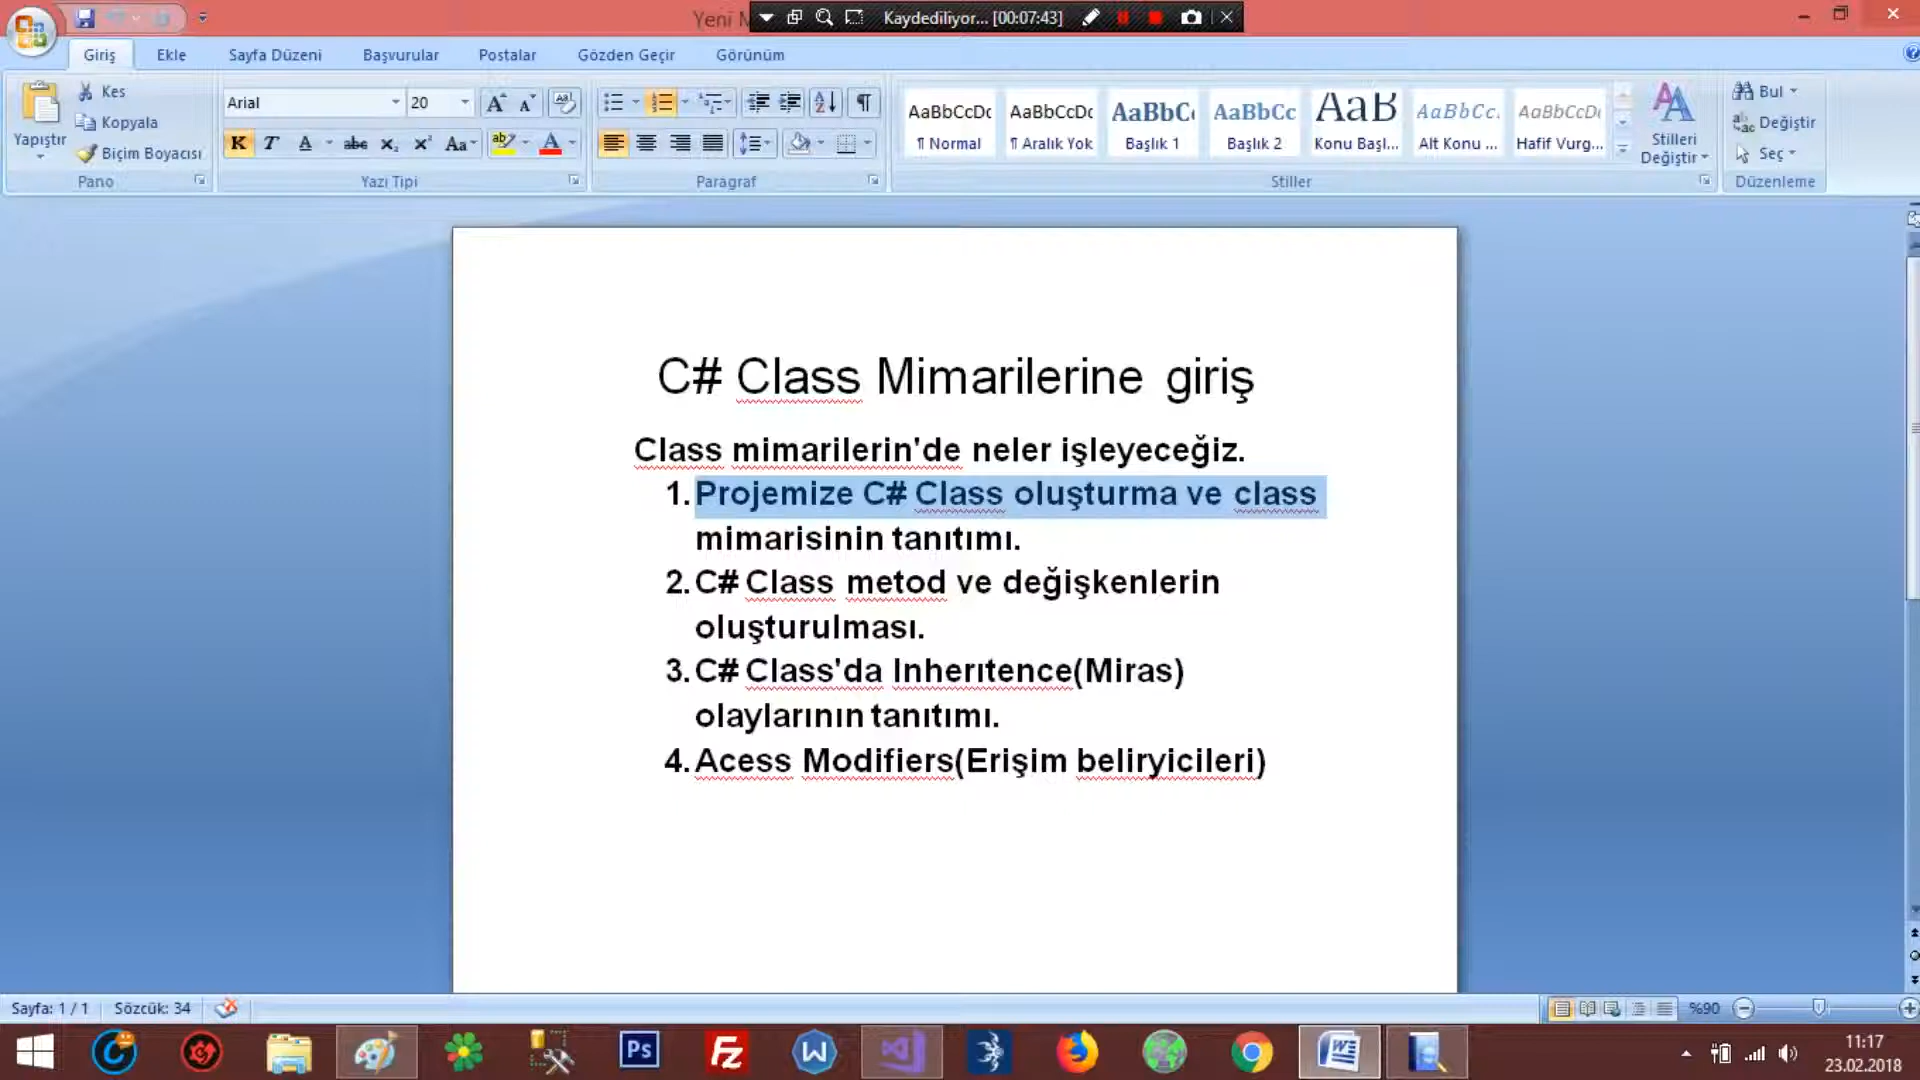 Yeni M
Kaydediliyor... [00:07:43]
Giriş Ekle Sayfa Düzeni Başvurular Postalar Gözden Geçir Görünüm
Yapıştır
Kes
Kopyala
Biçim Boyacısı
Pano
Arial 20
Yazı Tipi
Paragraf
AaBbCcDc AaBbCcDc AaBbC AaBbCc AaB AaBbCc. AaBbCcDc
¶ Normal ¶ Aralık Yok Başlık 1 Başlık 2 Konu Başl... Alt Konu ... Hafif Vurg...
Stilleri
Değiştir
Stiller
Bul
Değiştir
Seç
Düzenleme
C# Class Mimarilerine giriş
Class mimarilerin'de neler işleyeceğiz.
1. Projemize C# Class oluşturma ve class
mimarisinin tanıtımı.
2. C# Class metod ve değişkenlerin
oluşturulması.
3. C# Class'da Inherıtence(Miras)
olaylarının tanıtımı.
4. Acess Modifiers(Erişim beliryicileri)
Sayfa: 1 / 1 Sözcük: 34
%90
11:17
23.02.2018